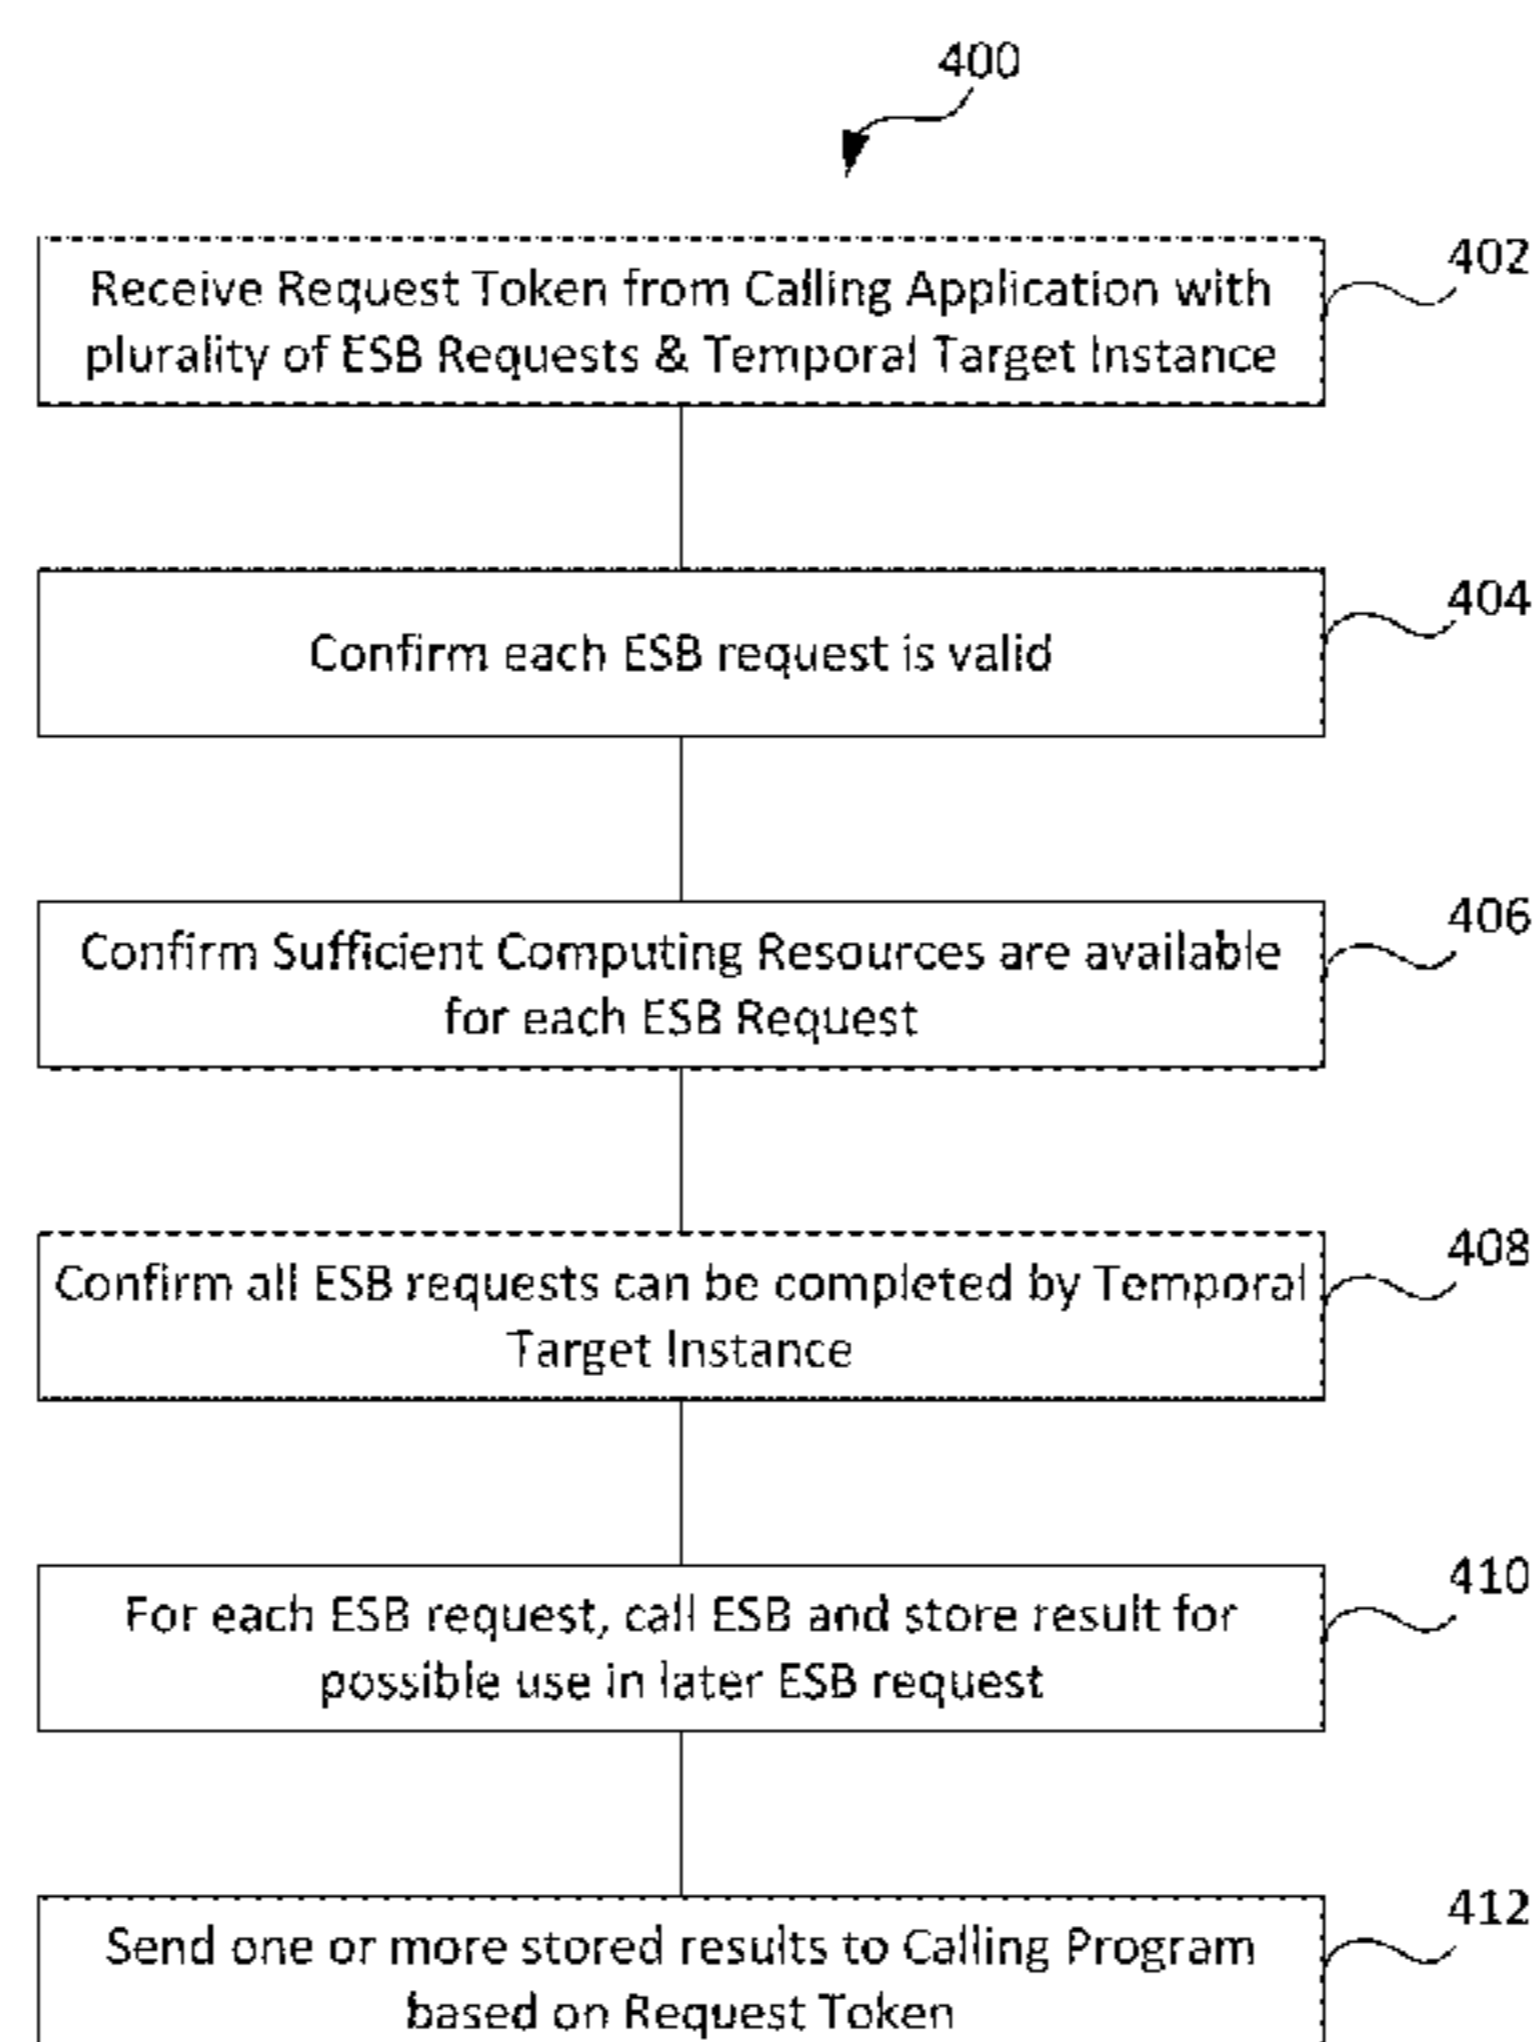 400
Receive Request Token from Calling Application with
plurality of ESB Requests & Temporal Target Instance
402
Confirm each ESB request is valid
404
Confirm Sufficient Computing Resources are available
for each ESB Request
406
Confirm all ESB requests can be completed by Temporal
Target Instance
408
For each ESB request, call ESB and store result for
possible use in later ESB request
410
Send one or more stored results to Calling Program
based on Request Token
412